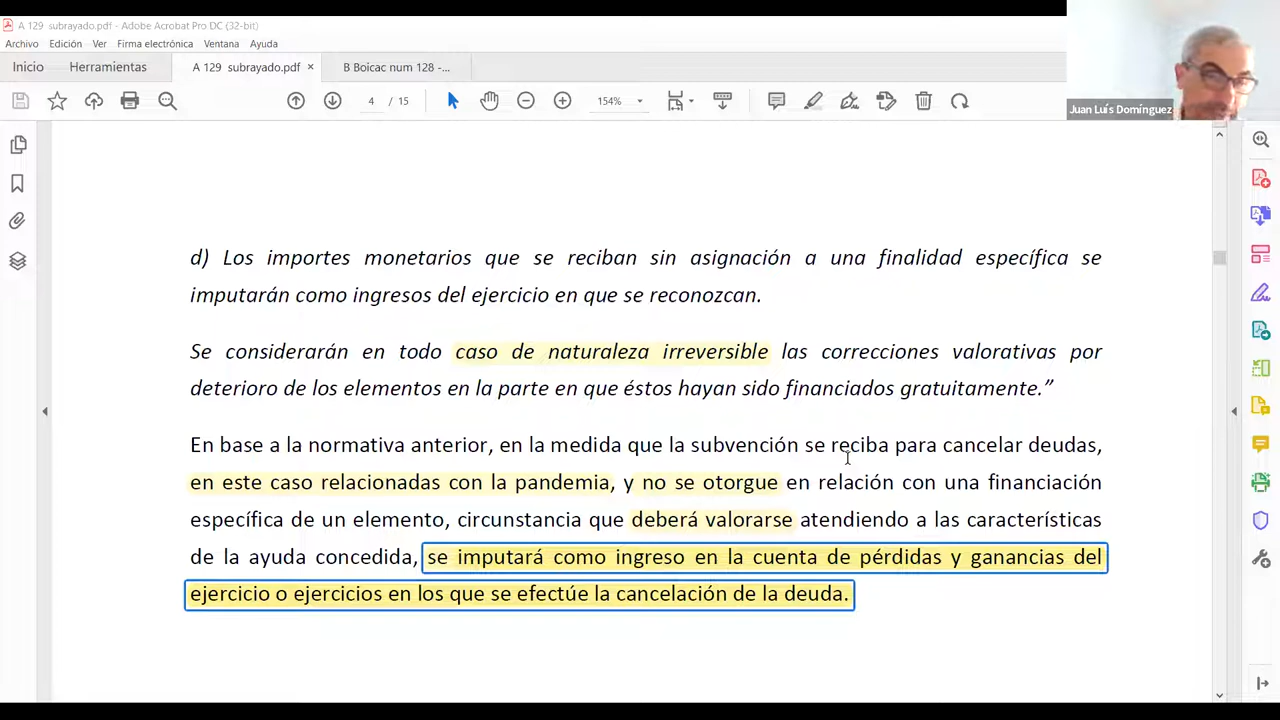 A 129 subrayado.pdf - Adobe Acrobat Pro DC (32-bit)
Archivo Edición Ver Firma electrónica Ventana Ayuda
Inicio Herramientas A 129 subrayado.pdf × B Boicac num 128 -...
4 / 15 154%
Juan Luís Domínguez
d) Los importes monetarios que se reciban sin asignación a una finalidad específica se
imputarán como ingresos del ejercicio en que se reconozcan.
Se considerarán en todo caso de naturaleza irreversible las correcciones valorativas por
deterioro de los elementos en la parte en que éstos hayan sido financiados gratuitamente.”
En base a la normativa anterior, en la medida que la subvención se reciba para cancelar deudas,
en este caso relacionadas con la pandemia, y no se otorgue en relación con una financiación
específica de un elemento, circunstancia que deberá valorarse atendiendo a las características
de la ayuda concedida, se imputará como ingreso en la cuenta de pérdidas y ganancias del
ejercicio o ejercicios en los que se efectúe la cancelación de la deuda.